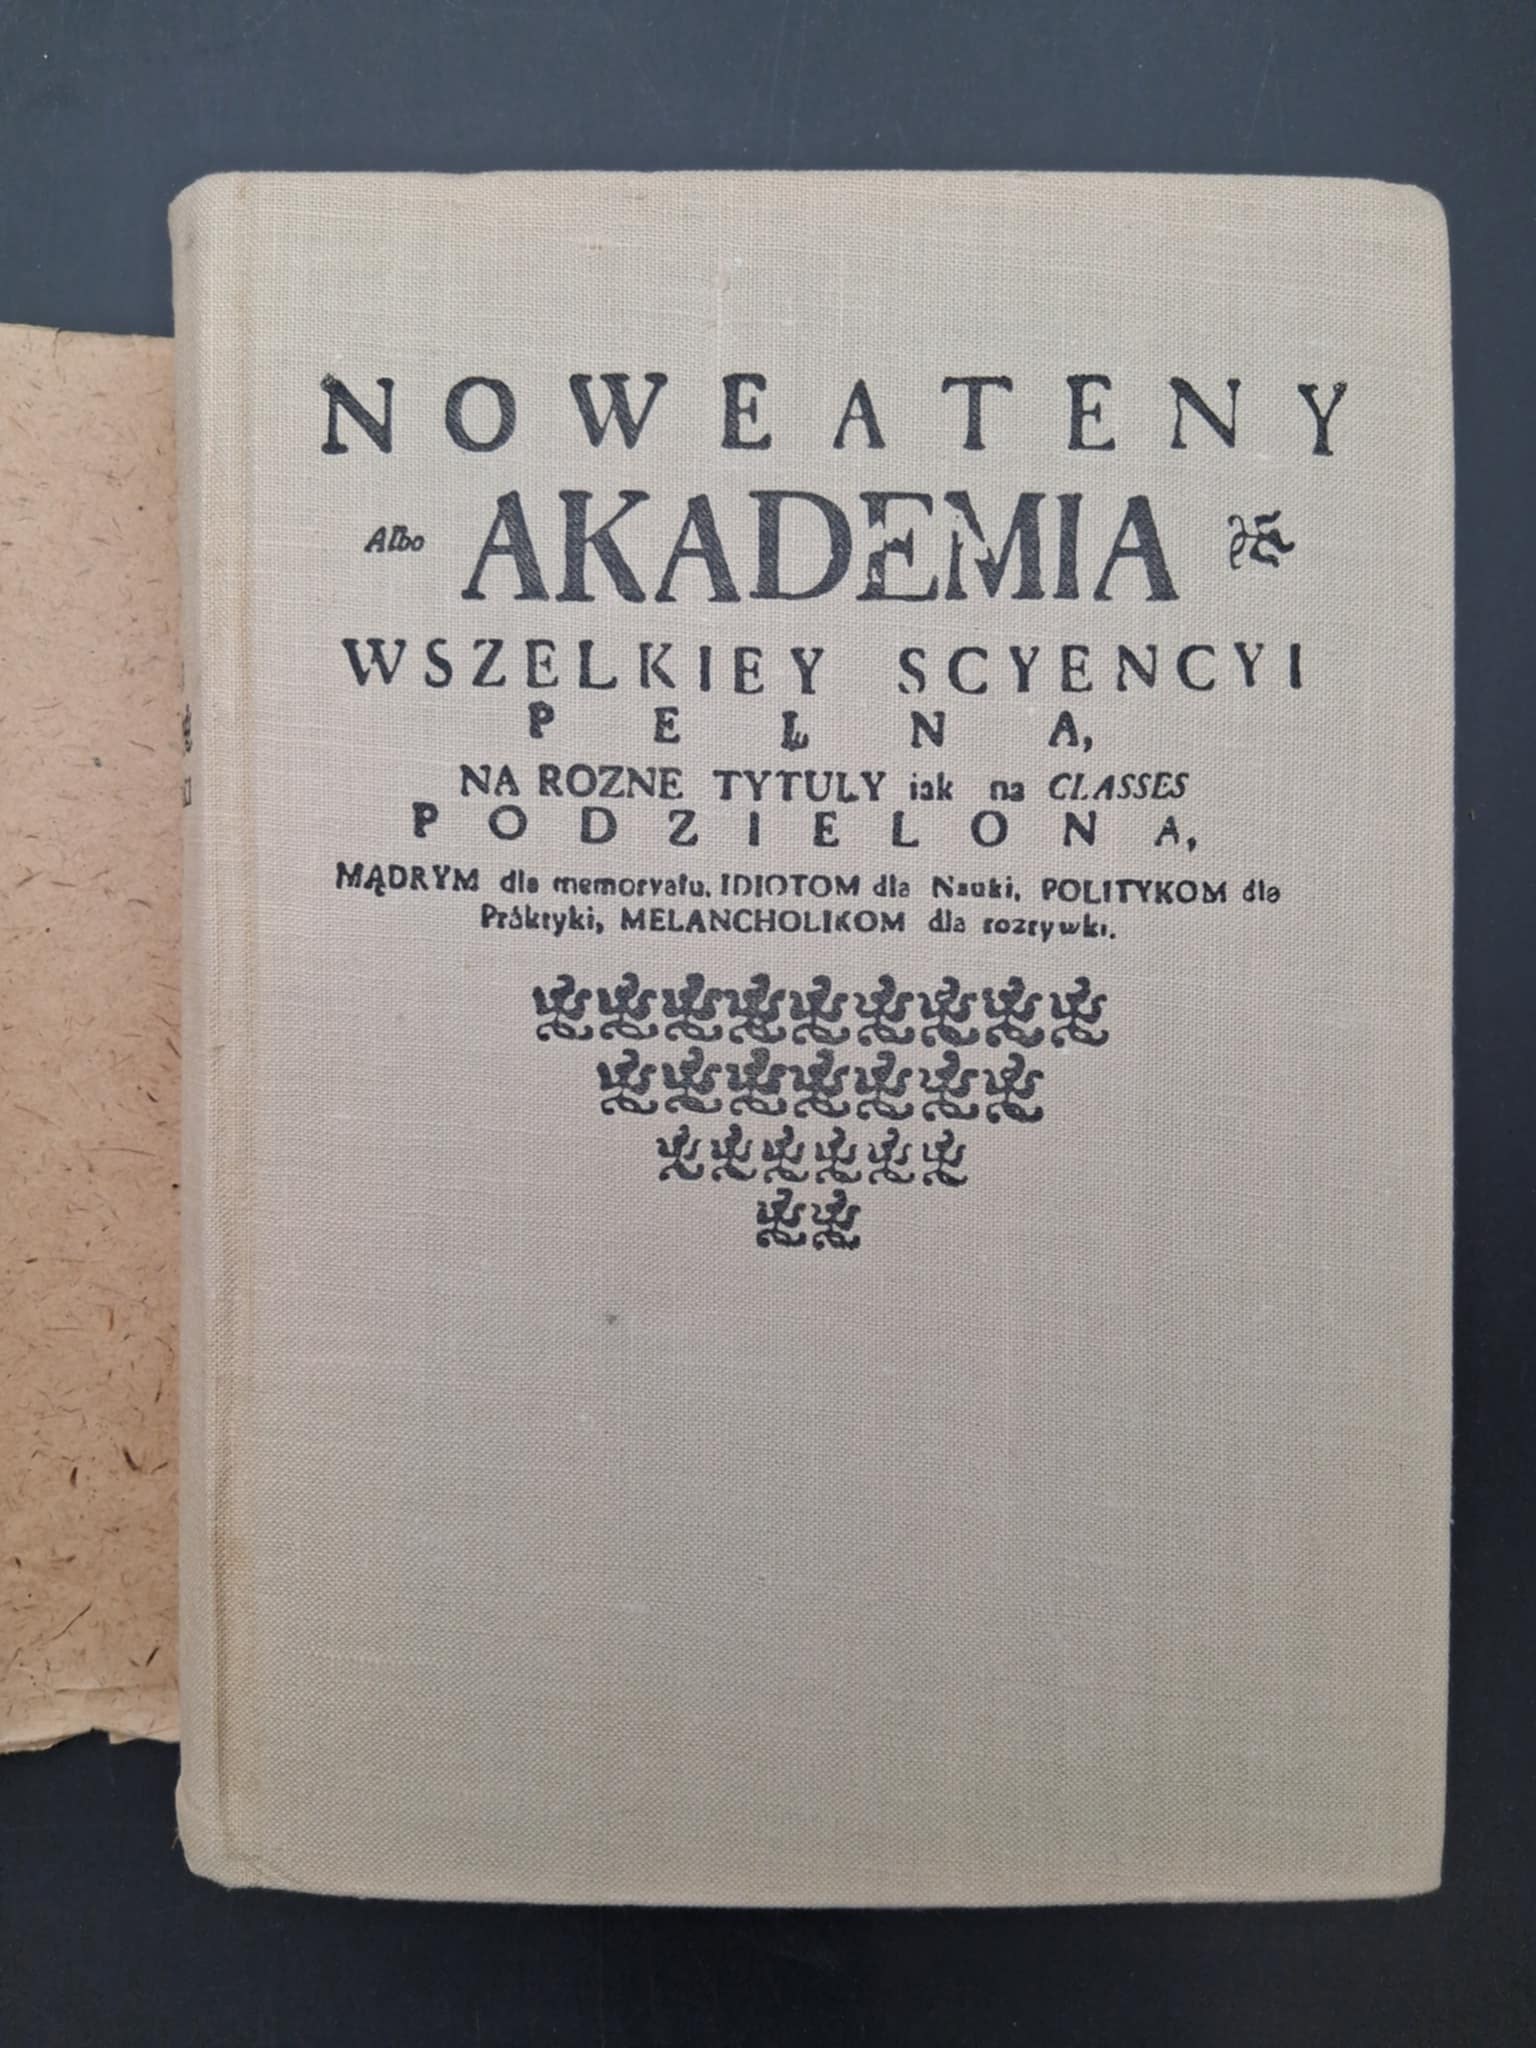 NOWE ATENY
Albo AKADEMIA
WSZELKIEY SCYENCYI
PEŁNA,
NA ROZNE TYTUŁY iak na CLASSES
PODZIELONA,
MĄDRYM dla memoryału, IDIOTOM dla Nauki, POLITYKOM dla
Práktyki, MELANCHOLIKOM dla rozrywki.